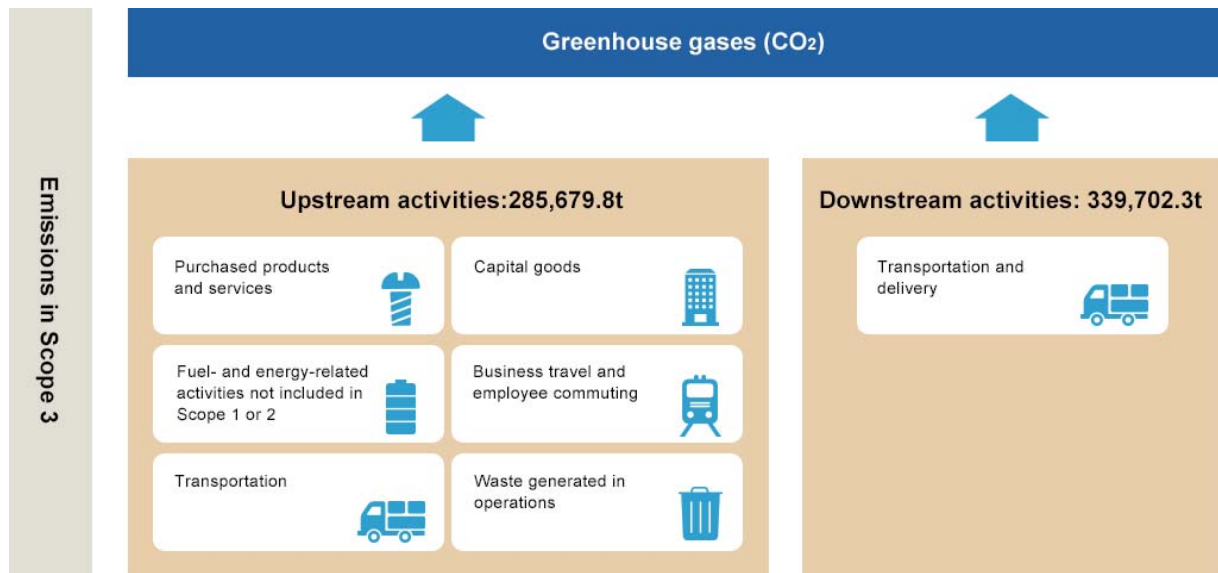 Emissions in Scope 3
Greenhouse gases (CO₂)
Upstream activities:285,679.8t
Purchased products
and services
Capital goods
Fuel- and energy-related
activities not included in
Scope 1 or 2
Business travel and
employee commuting
Transportation
Waste generated in
operations
Downstream activities: 339,702.3t
Transportation and
delivery